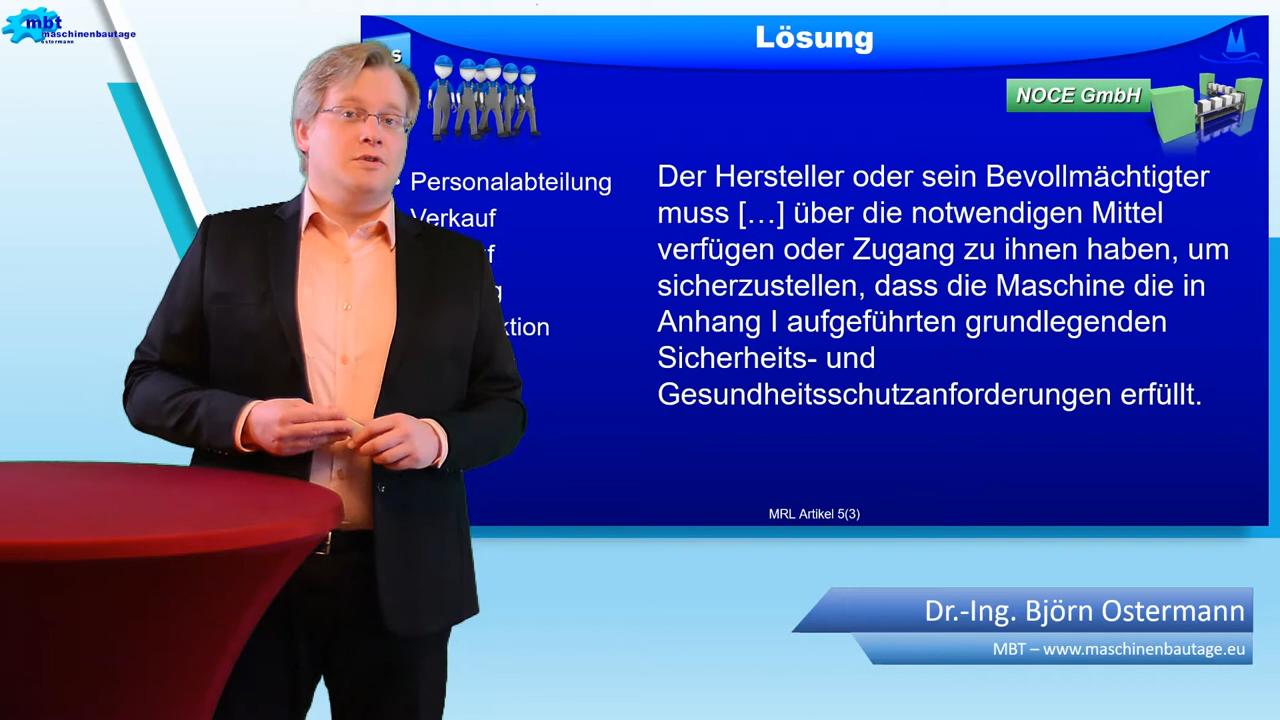 mbt
maschinenbautage
ostermann
Lösung
NOCE GmbH
Personalabteilung
Verkauf
Der Hersteller oder sein Bevollmächtigter
muss […] über die notwendigen Mittel
verfügen oder Zugang zu ihnen haben, um
sicherzustellen, dass die Maschine die in
Anhang I aufgeführten grundlegenden
Sicherheits- und
Gesundheitsschutzanforderungen erfüllt.
MRL Artikel 5(3)
Dr.-Ing. Björn Ostermann
MBT – www.maschinenbautage.eu